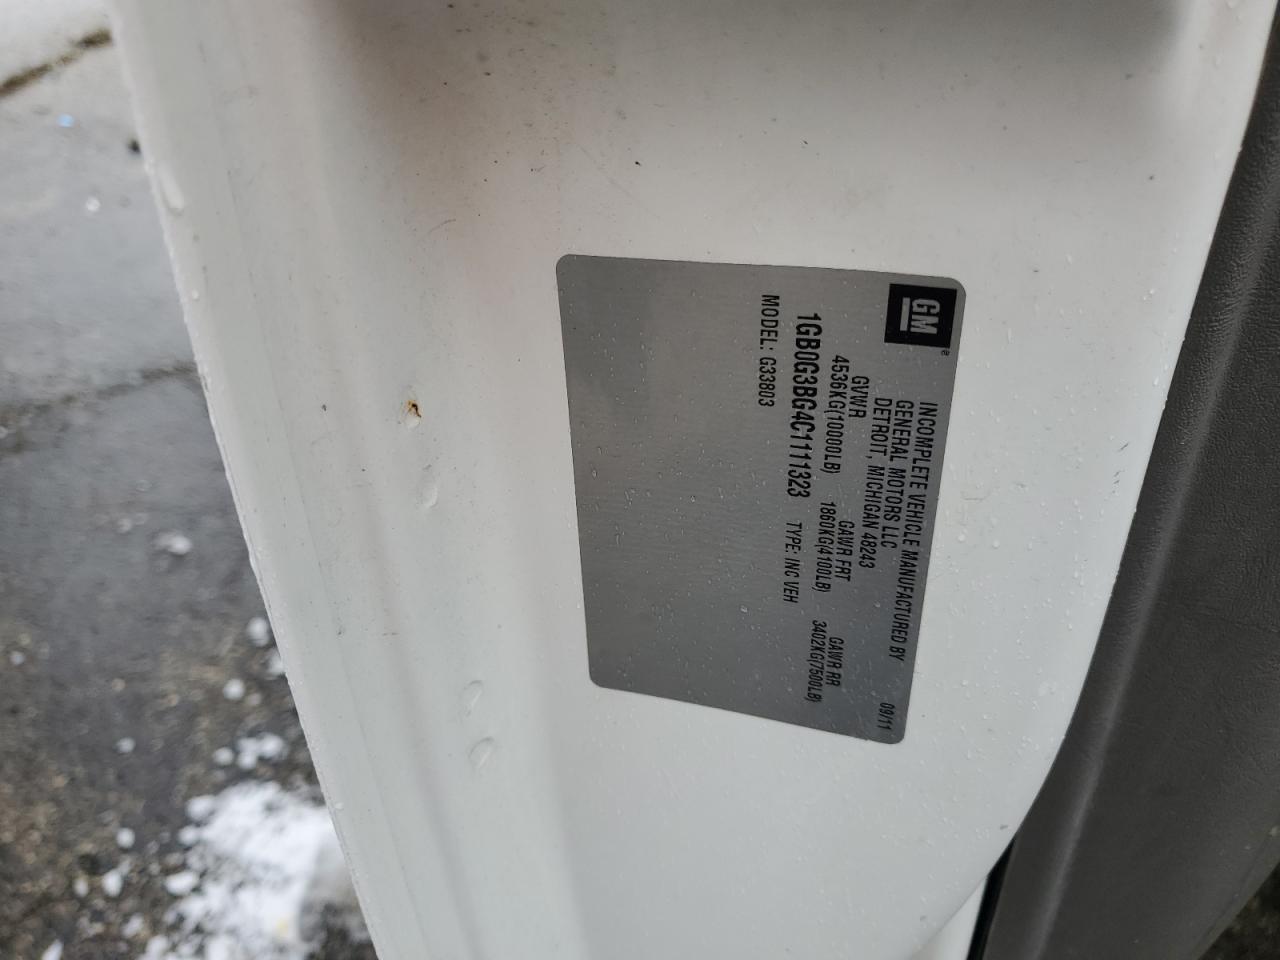 GM
®
INCOMPLETE VEHICLE MANUFACTURED BY
GENERAL MOTORS LLC
DETROIT, MICHIGAN 48243
09/11
GVWR GAWR FRT GAWR RR
4536KG(10000LB) 1860KG(4100LB) 3402KG(7500LB)
1GB0G3BG4C1111323 TYPE: INC VEH
MODEL: G33803